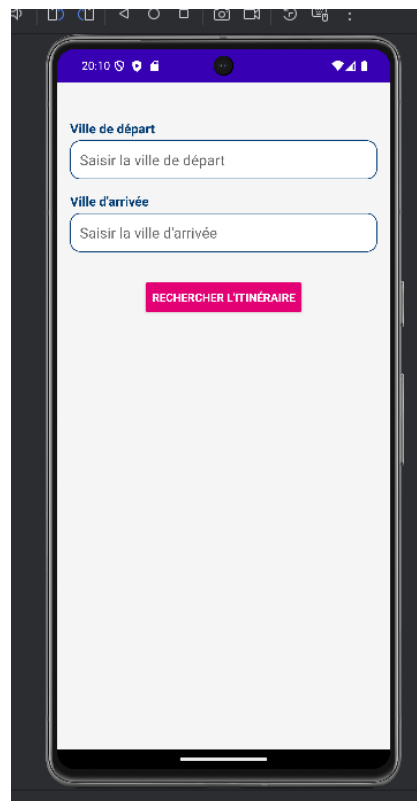 20:10
Ville de départ
Saisir la ville de départ
Ville d'arrivée
Saisir la ville d'arrivée
RECHERCHER L'ITINÉRAIRE